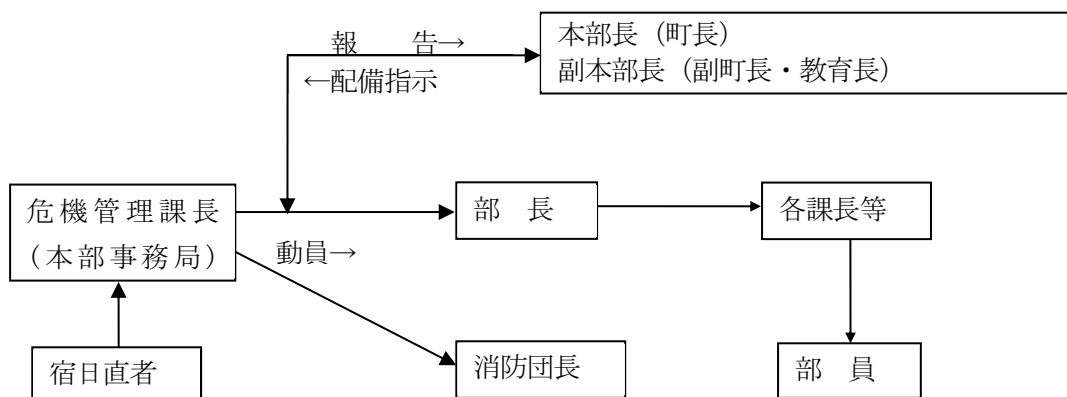 報　　告→
←配備指示
本部長（町長）
副本部長（副町長・教育長）
危機管理課長
（本部事務局）
動員→
部　長
各課長等
宿日直者
消防団長
部　員